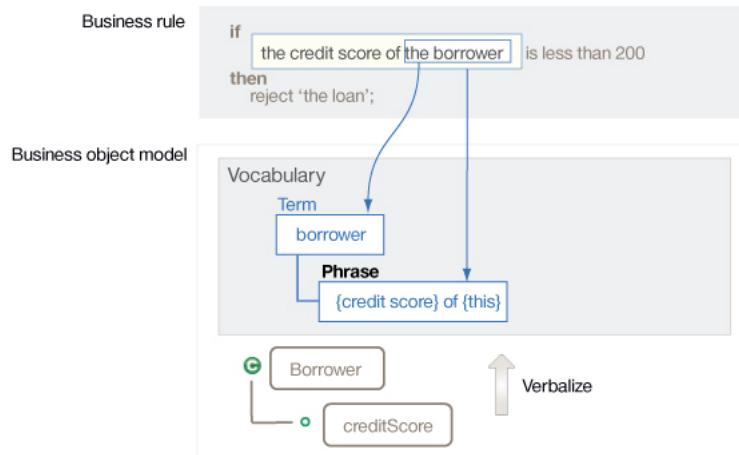 Business rule
if
the credit score of the borrower is less than 200
then
reject ‘the loan’;
Business object model
Vocabulary
Term
borrower
Phrase
{credit score} of {this}
C
Borrower
Verbalize
creditScore